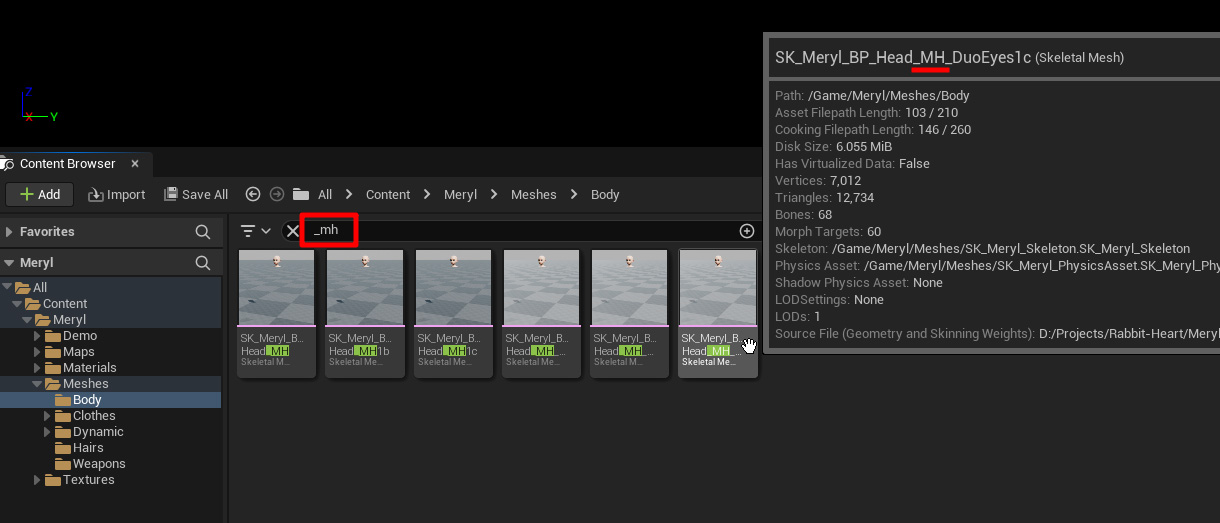 Z
X
Y
SK_Meryl_BP_Head_MH_DuoEyes1c (Skeletal Mesh)
Path: /Game/Meryl/Meshes/Body
Asset Filepath Length: 103 / 210
Cooking Filepath Length: 146 / 260
Disk Size: 6.055 MiB
Has Virtualized Data: False
Vertices: 7,012
Triangles: 12,734
Bones: 68
Morph Targets: 60
Skeleton: /Game/Meryl/Meshes/SK_Meryl_Skeleton.SK_Meryl_Skeleton
Physics Asset: /Game/Meryl/Meshes/SK_Meryl_PhysicsAsset.SK_Meryl_Phy
Shadow Physics Asset: None
LODSettings: None
LODs: 1
Source File (Geometry and Skinning Weights): D:/Projects/Rabbit-Heart/Meryl
Content Browser
Add
Import
Save All
All
Content
Meryl
Meshes
Body
Favorites
Meryl
All
Content
Meryl
Demo
Maps
Materials
Meshes
Body
Clothes
Dynamic
Hairs
Weapons
Textures
_mh
SK_Meryl_B...
Head_MH
Skeletal M...
SK_Meryl_B...
Head_MH1b
Skeletal Me...
SK_Meryl_B...
Head_MH1c
Skeletal Me...
SK_Meryl_B...
Head_MH_...
Skeletal Me...
SK_Meryl_B...
Head_MH_...
Skeletal Me...
SK_Meryl_B...
Head_MH_...
Skeletal Me...